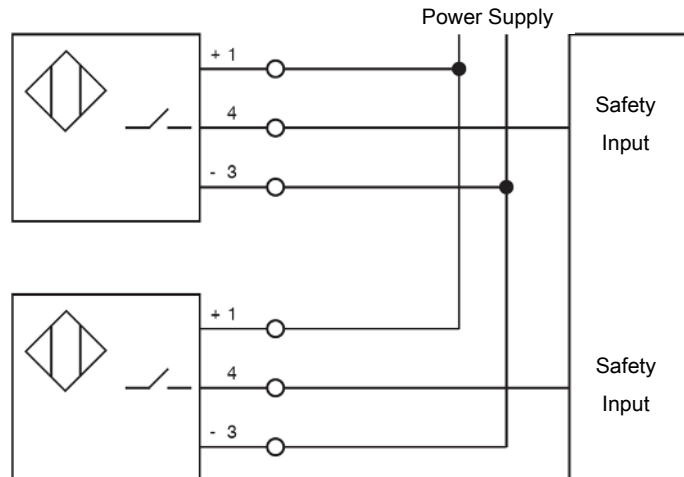 Power Supply
+ 1
4
- 3
Safety
Input
+ 1
4
- 3
Safety
Input